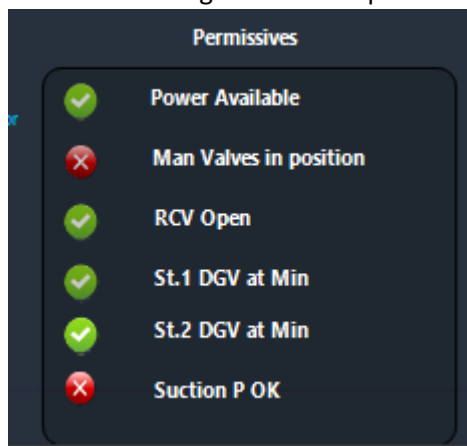 Permissives
Power Available
or
Man Valves in position
RCV Open
St.1 DGV at Min
St.2 DGV at Min
Suction P OK